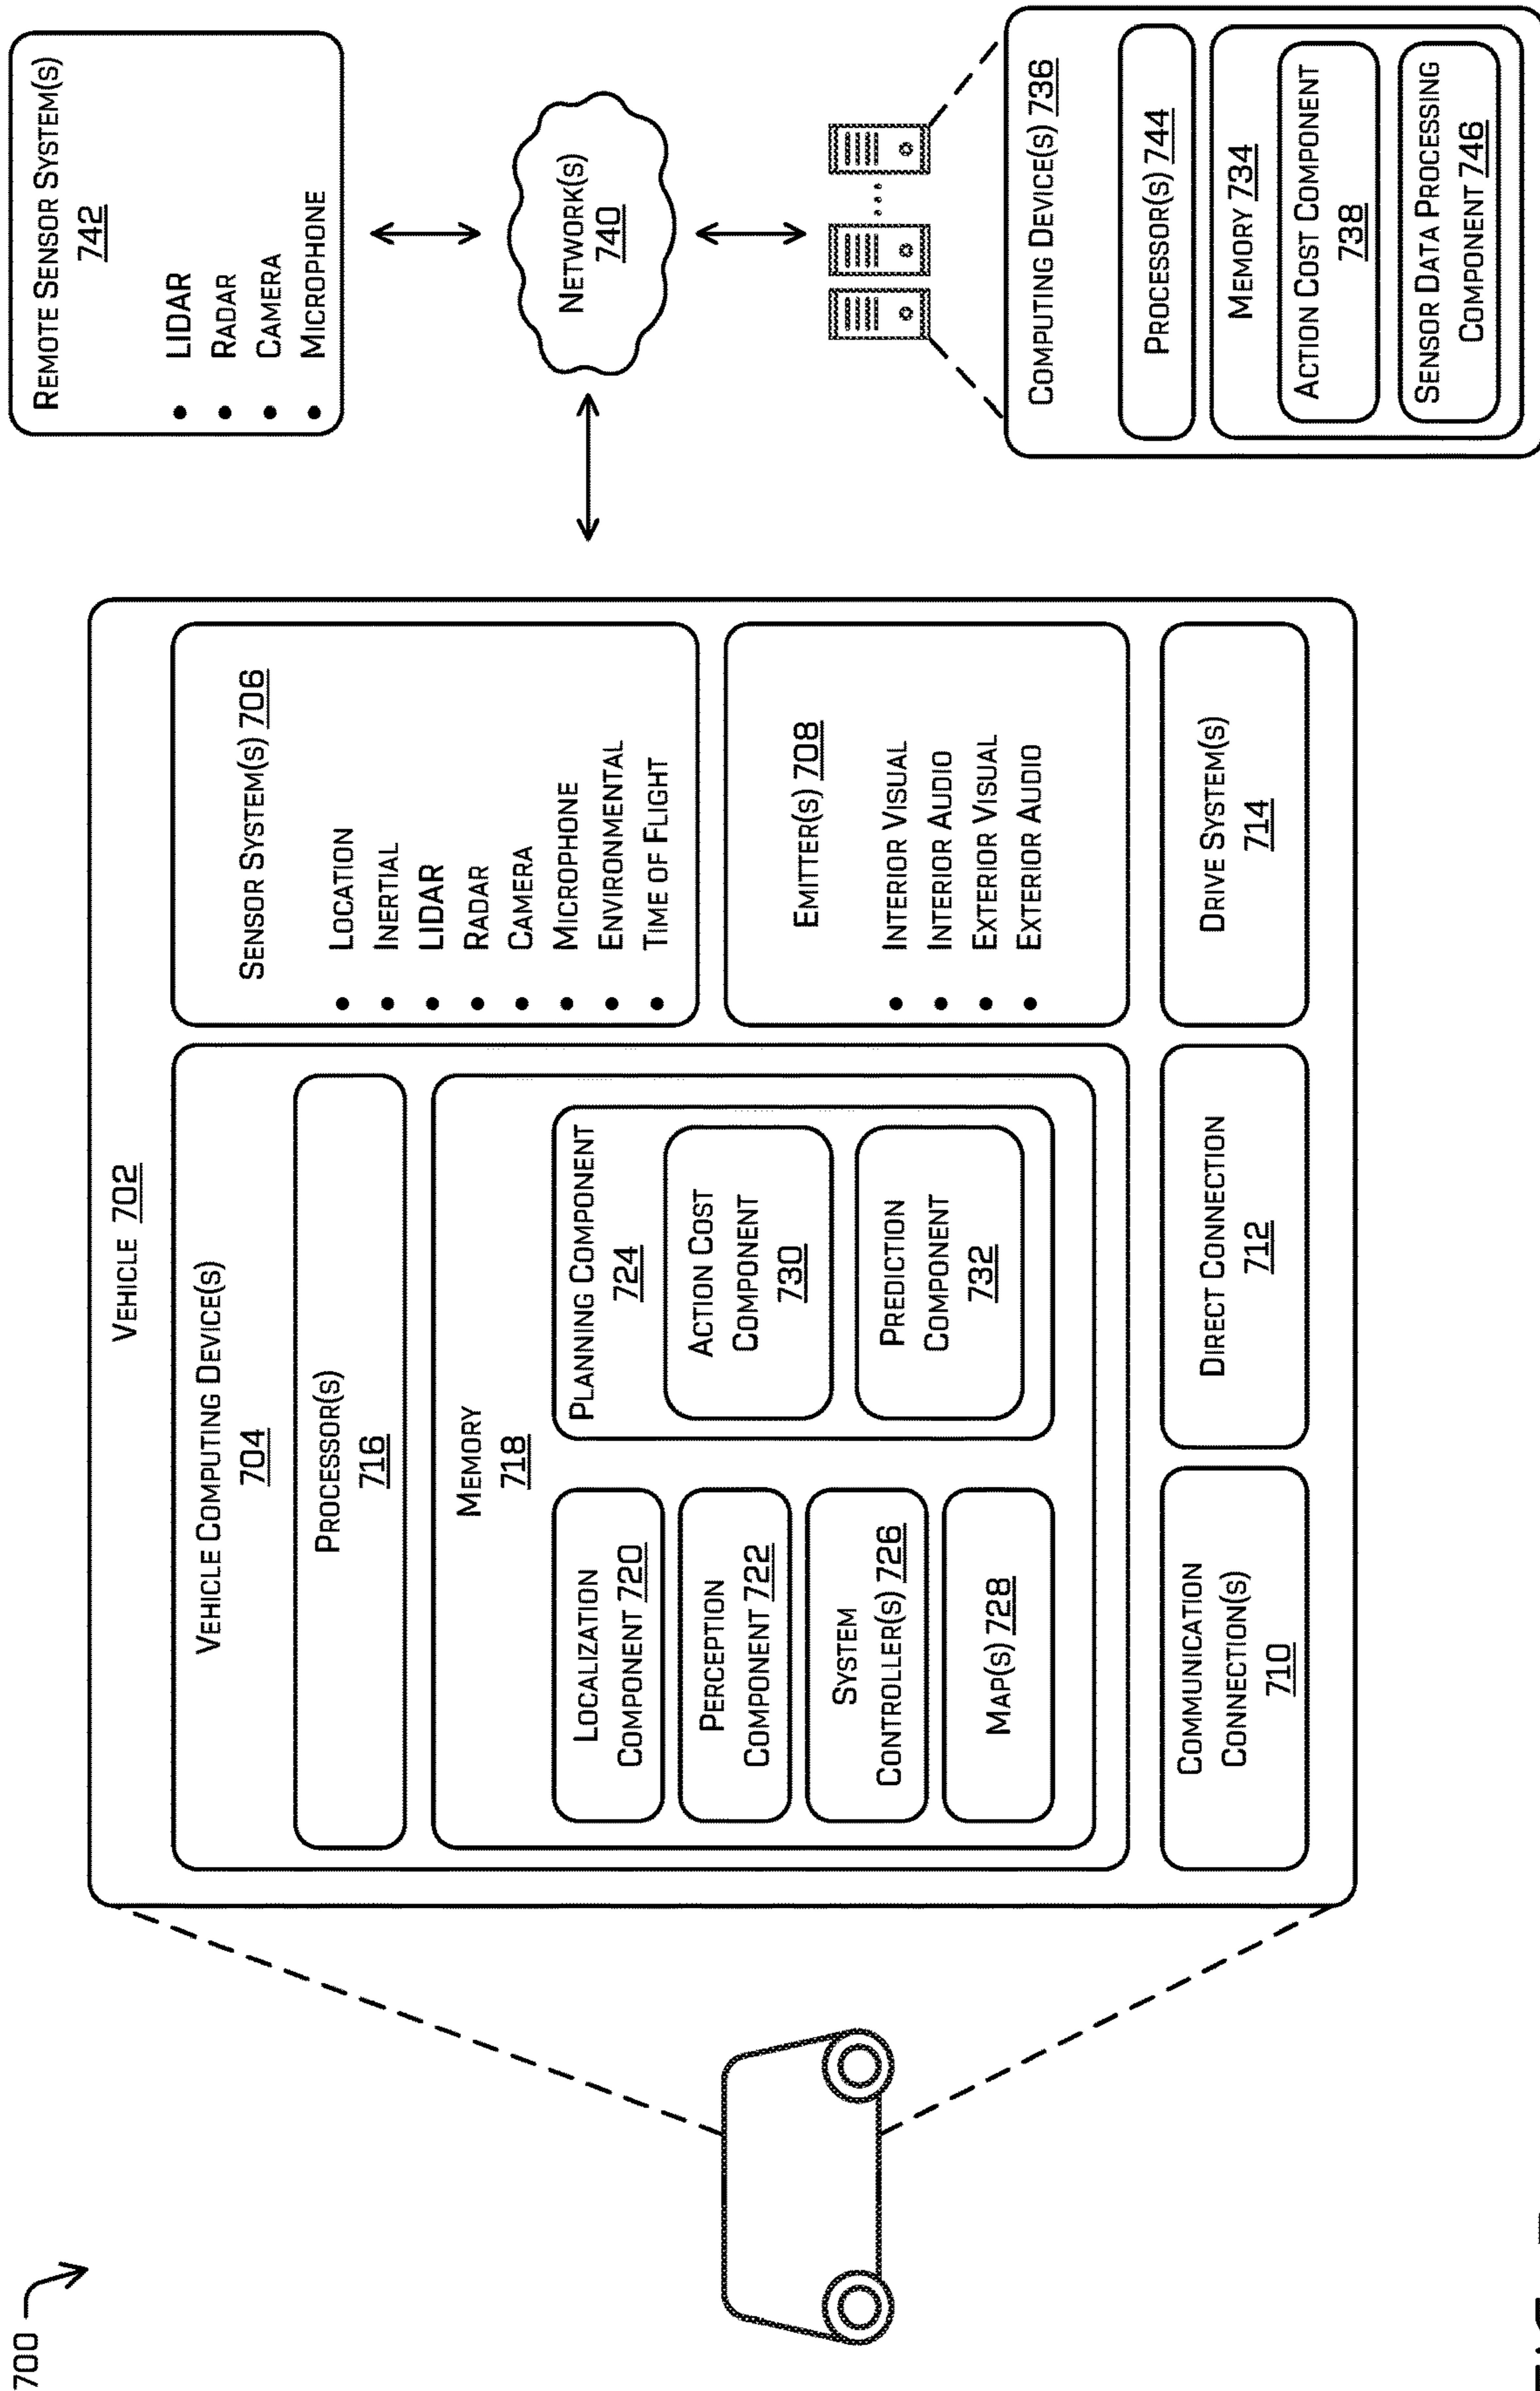 700
VEHICLE 702
VEHICLE COMPUTING DEVICE(S)
704
PROCESSOR(S)
716
MEMORY
718
LOCALIZATION
COMPONENT 720
PERCEPTION
COMPONENT 722
SYSTEM
CONTROLLER(S) 726
MAP(S) 728
PLANNING COMPONENT
724
ACTION COST
COMPONENT
730
PREDICTION
COMPONENT
732
SENSOR SYSTEM(S) 706
• LOCATION
• INERTIAL
• LIDAR
• RADAR
• CAMERA
• MICROPHONE
• ENVIRONMENTAL
• TIME OF FLIGHT
EMITTER(S) 708
• INTERIOR VISUAL
• INTERIOR AUDIO
• EXTERIOR VISUAL
• EXTERIOR AUDIO
COMMUNICATION
CONNECTION(S)
710
DIRECT CONNECTION
712
DRIVE SYSTEM(S)
714
REMOTE SENSOR SYSTEM(S)
742
• LIDAR
• RADAR
• CAMERA
• MICROPHONE
NETWORK(S)
740
COMPUTING DEVICE(S) 736
PROCESSOR(S) 744
MEMORY 734
ACTION COST COMPONENT
738
SENSOR DATA PROCESSING
COMPONENT 746